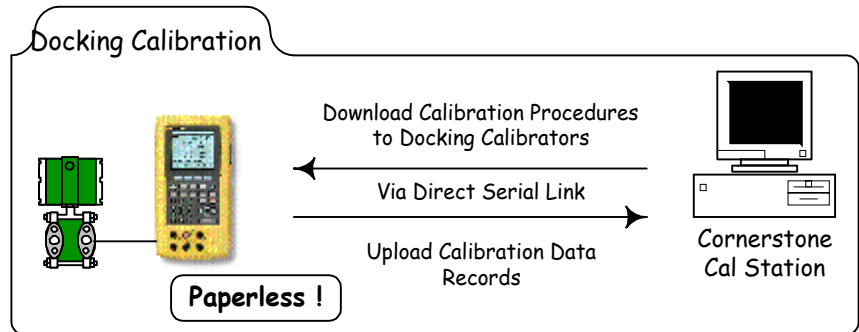 Docking Calibration
Download Calibration Procedures
to Docking Calibrators
Via Direct Serial Link
Upload Calibration Data
Records
Cornerstone
Cal Station
Paperless !